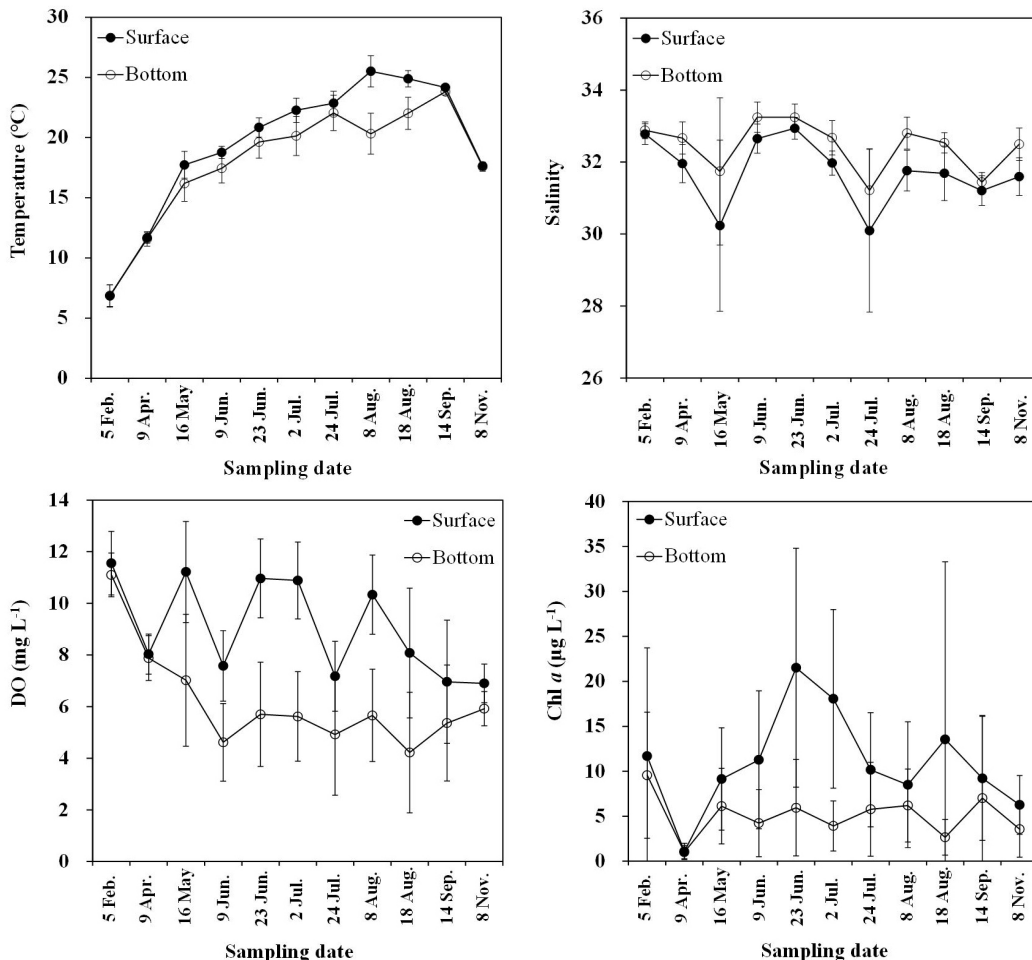 Temperature (°C)
30
25
20
15
10
5
0
Surface
Bottom
5 Feb.
9 Apr.
16 May
9 Jun.
23 Jun.
2 Jul.
24 Jul.
8 Aug.
18 Aug.
14 Sep.
8 Nov.
Sampling date
Salinity
36
34
32
30
28
26
Surface
Bottom
5 Feb.
9 Apr.
16 May
9 Jun.
23 Jun.
2 Jul.
24 Jul.
8 Aug.
18 Aug.
14 Sep.
8 Nov.
Sampling date
DO (mg L⁻¹)
14
12
10
8
6
4
2
0
Surface
Bottom
5 Feb.
9 Apr.
16 May
9 Jun.
23 Jun.
2 Jul.
24 Jul.
8 Aug.
18 Aug.
14 Sep.
8 Nov.
Sampling date
Chl a (µg L⁻¹)
40
35
30
25
20
15
10
5
0
Surface
Bottom
5 Feb.
9 Apr.
16 May
9 Jun.
23 Jun.
2 Jul.
24 Jul.
8 Aug.
18 Aug.
14 Sep.
8 Nov.
Sampling date